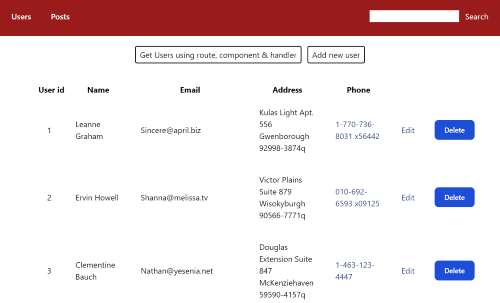 Users Posts Search
Get Users using route, component & handler Add new user
User id Name Email Address Phone
1 Leanne Graham Sincere@april.biz Kulas Light Apt. 556 Gwenborough 92998-3874q 1-770-736-8031 x56442 Edit Delete
2 Ervin Howell Shanna@melissa.tv Victor Plains Suite 879 Wisokyburgh 90566-7771q 010-692-6593 x09125 Edit Delete
3 Clementine Bauch Nathan@yesenia.net Douglas Extension Suite 847 McKenziehaven 59590-4157q 1-463-123-4447 Edit Delete